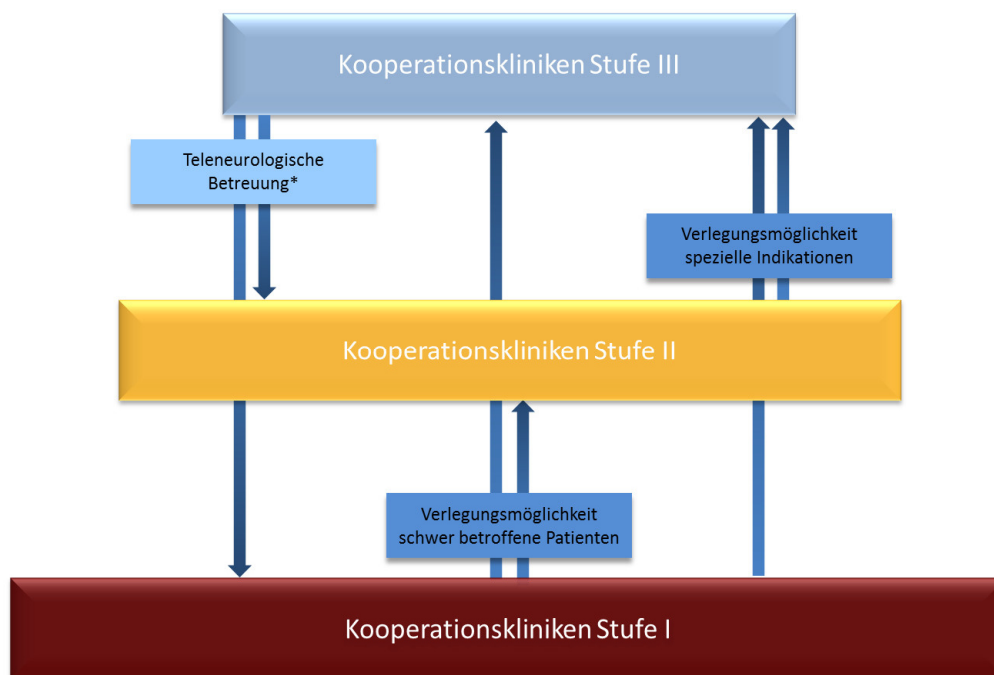 Kooperationskliniken Stufe III
Teleneurologische
Betreuung*
Verlegungsmöglichkeit
spezielle Indikationen
Kooperationskliniken Stufe II
Verlegungsmöglichkeit
schwer betroffene Patienten
Kooperationskliniken Stufe I